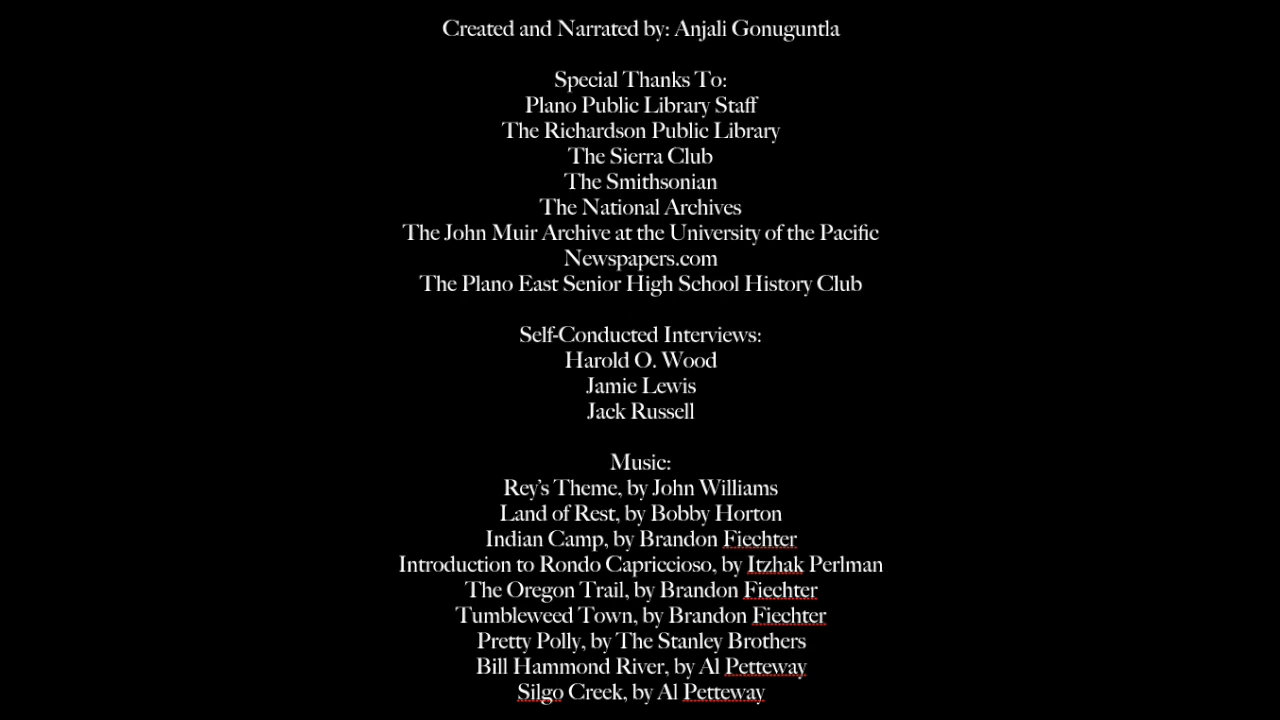 Created and Narrated by: Anjali Gonuguntla
Special Thanks To:
Plano Public Library Staff
The Richardson Public Library
The Sierra Club
The Smithsonian
The National Archives
The John Muir Archive at the University of the Pacific
Newspapers.com
The Plano East Senior High School History Club
Self-Conducted Interviews:
Harold O. Wood
Jamie Lewis
Jack Russell
Music:
Rey's Theme, by John Williams
Land of Rest, by Bobby Horton
Indian Camp, by Brandon Fiechter
Introduction to Rondo Capriccioso, by Itzhak Perlman
The Oregon Trail, by Brandon Fiechter
Tumbleweed Town, by Brandon Fiechter
Pretty Polly, by The Stanley Brothers
Bill Hammond River, by Al Petteway
Silgo Creek, by Al Petteway